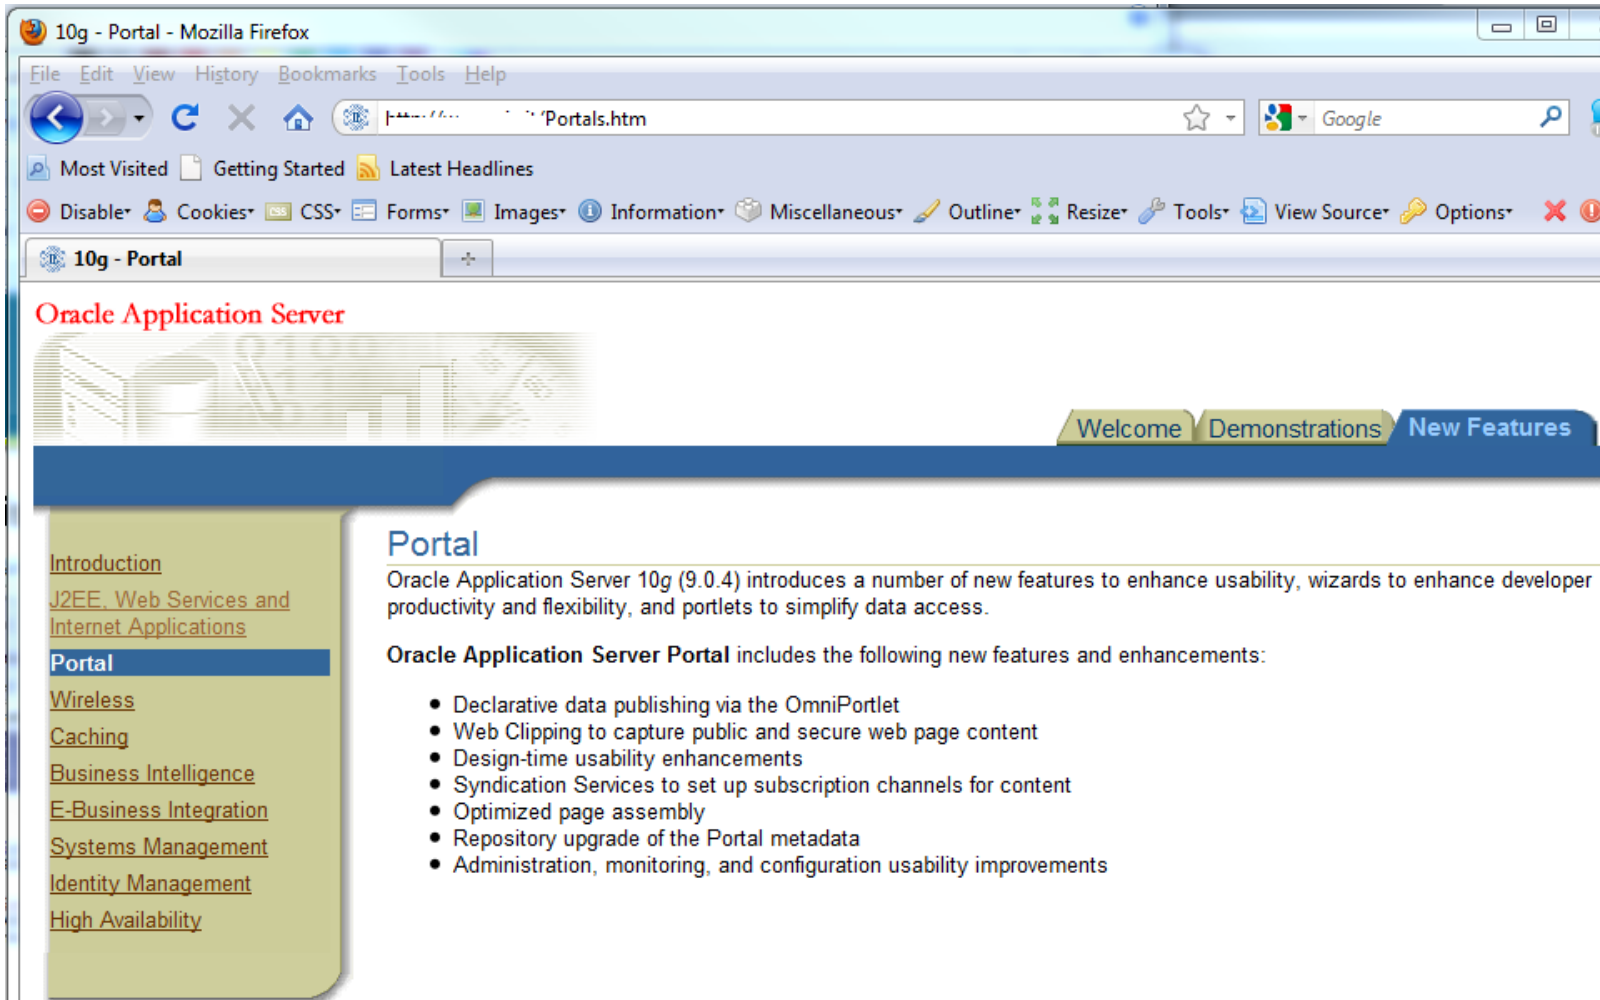 10g - Portal - Mozilla Firefox
File Edit View History Bookmarks Tools Help
Portals.htm Google
Most Visited Getting Started Latest Headlines
Disable Cookies CSS Forms Images Information Miscellaneous Outline Resize Tools View Source Options
10g - Portal
Oracle Application Server
Welcome Demonstrations New Features
Introduction
J2EE, Web Services and
Internet Applications
Portal
Wireless
Caching
Business Intelligence
E-Business Integration
Systems Management
Identity Management
High Availability
Portal
Oracle Application Server 10g (9.0.4) introduces a number of new features to enhance usability, wizards to enhance developer
productivity and flexibility, and portlets to simplify data access.
Oracle Application Server Portal includes the following new features and enhancements:
• Declarative data publishing via the OmniPortlet
• Web Clipping to capture public and secure web page content
• Design-time usability enhancements
• Syndication Services to set up subscription channels for content
• Optimized page assembly
• Repository upgrade of the Portal metadata
• Administration, monitoring, and configuration usability improvements